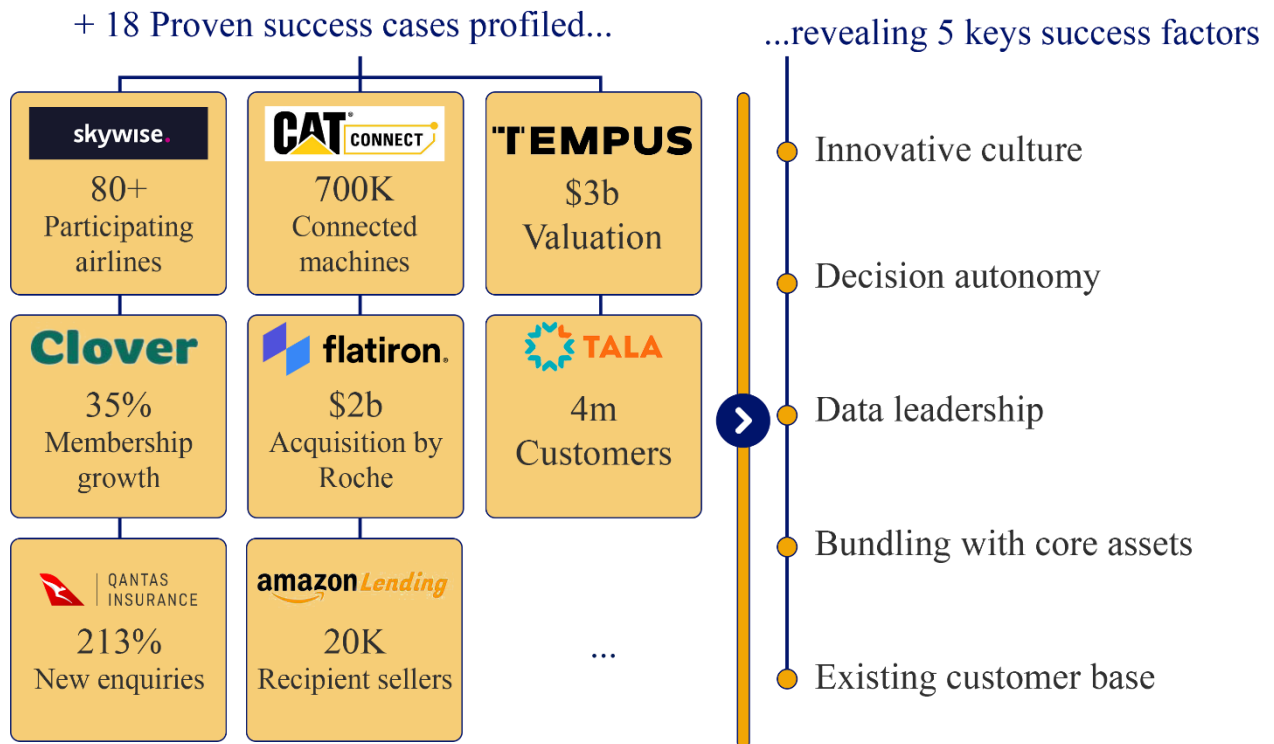 + 18 Proven success cases profiled...
...revealing 5 keys success factors
skywise.
80+
Participating
airlines
CAT® CONNECT
700K
Connected
machines
TEMPUS
$3b
Valuation
Clover
35%
Membership
growth
flatiron®
$2b
Acquisition by
Roche
TALA
4m
Customers
QANTAS
INSURANCE
213%
New enquiries
amazon Lending
20K
Recipient sellers
...
Innovative culture
Decision autonomy
Data leadership
Bundling with core assets
Existing customer base